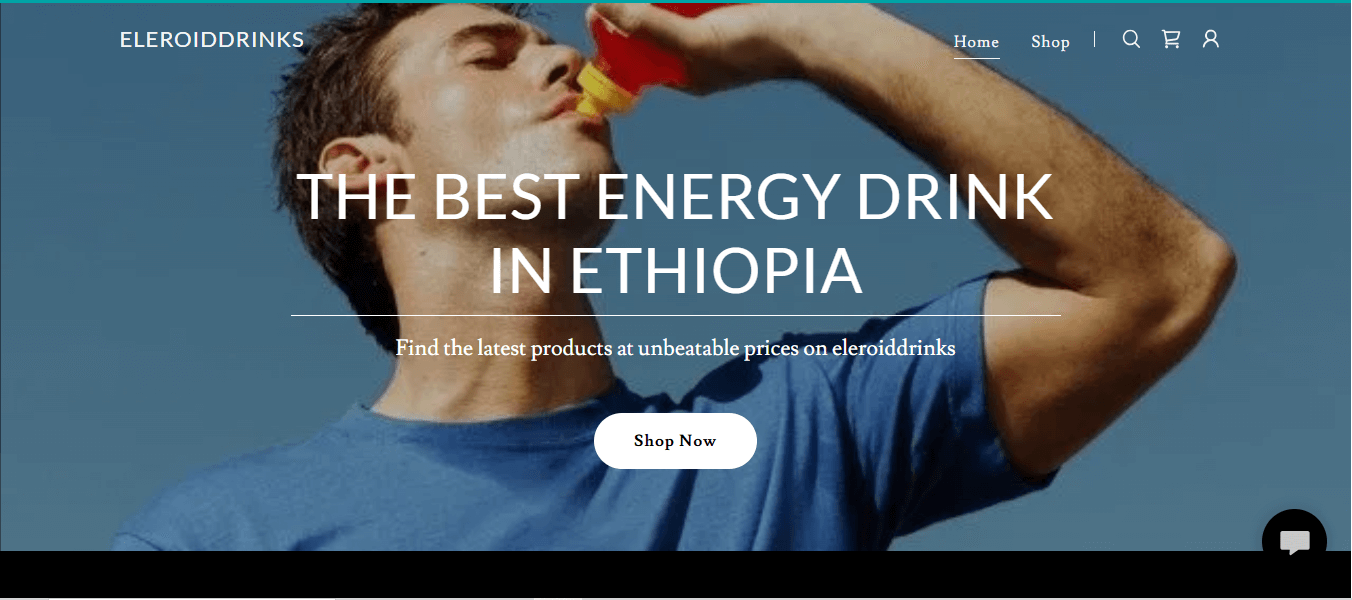 ELEROIDDRINKS
Home
Shop
THE BEST ENERGY DRINK
IN ETHIOPIA
Find the latest products at unbeatable prices on eleroiddrinks
Shop Now